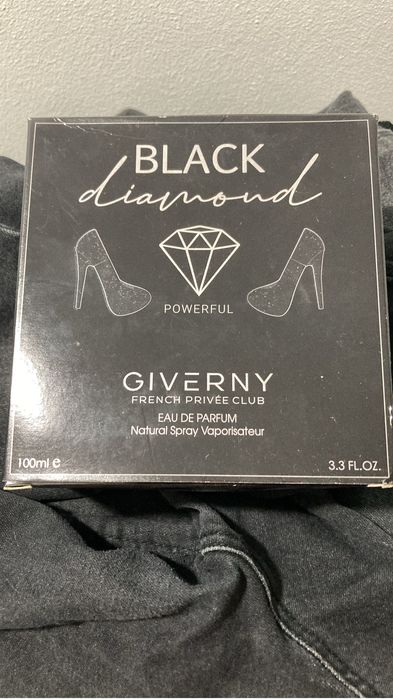 BLACK
diamond
POWERFUL
GIVERNY
FRENCH PRIVÉE CLUB
EAU DE PARFUM
Natural Spray Vaporisateur
100ml e
3.3 FL.OZ.